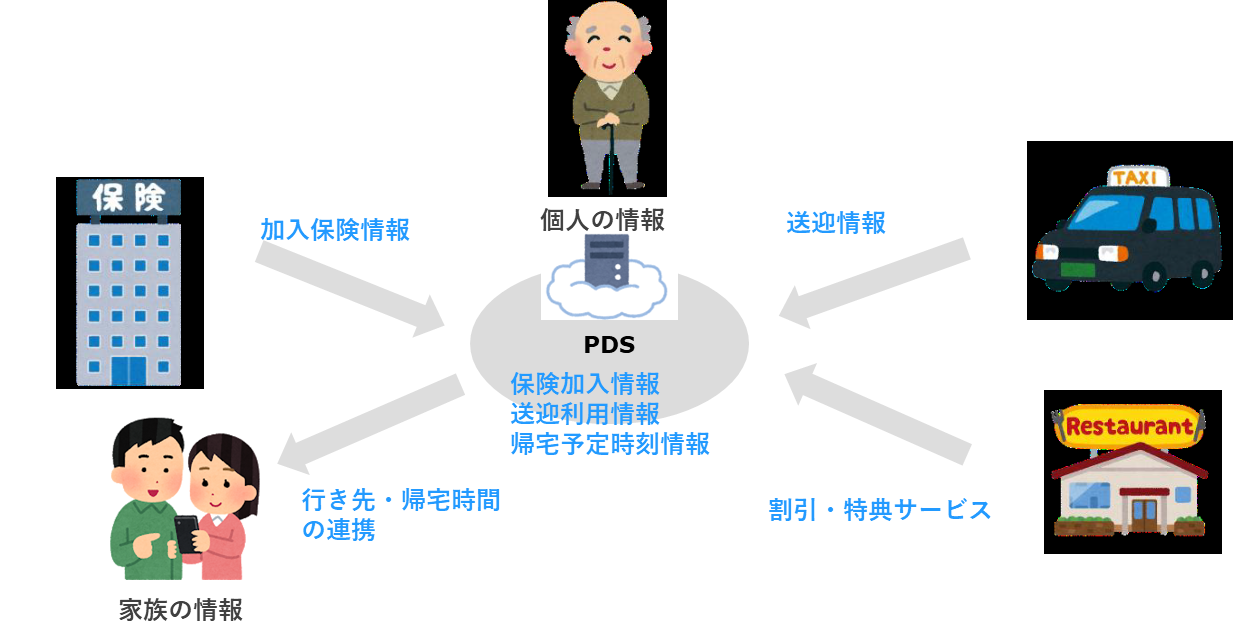 保険
加入保険情報
個人の情報
送迎情報
TAXI
PDS
保険加入情報
送迎利用情報
帰宅予定時刻情報
Restaurant
行き先・帰宅時間
の連携
割引・特典サービス
家族の情報